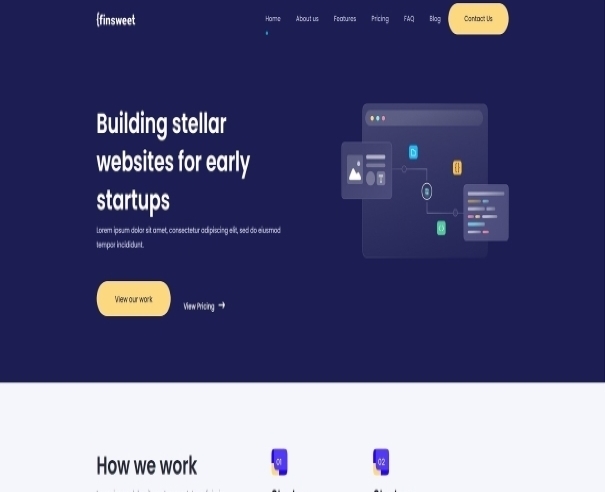 {finsweet
Home About us Features Pricing FAQ Blog Contact Us
Building stellar
websites for early
startups
Lorem ipsum dolor sit amet, consectetur adipiscing elit, sed do eiusmod
tempor incididunt.
View our work
View Pricing →
How we work
01
02